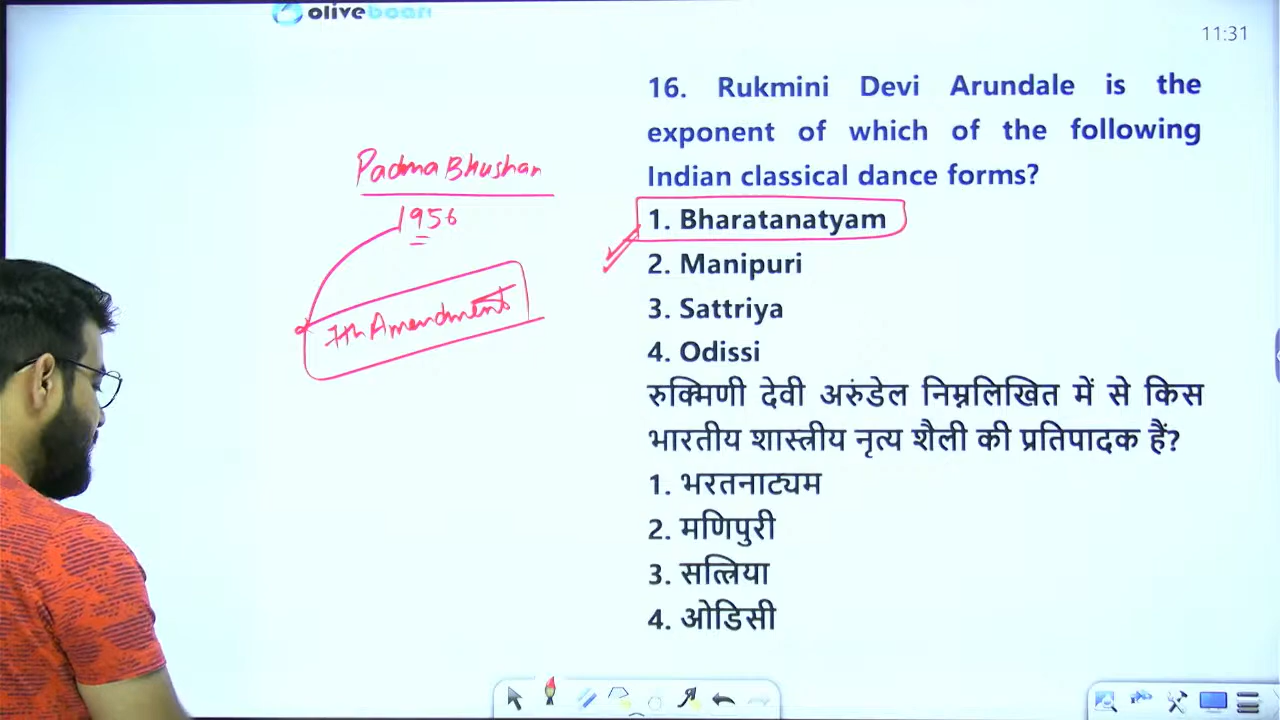 oliveboard
11:31
Padma Bhushan
1956
7th Amendment
16. Rukmini Devi Arundale is the
exponent of which of the following
Indian classical dance forms?
1. Bharatanatyam
2. Manipuri
3. Sattriya
4. Odissi
रुक्मिणी देवी अरुंडेल निम्नलिखित में से किस
भारतीय शास्त्रीय नृत्य शैली की प्रतिपादक हैं?
1. भरतनाट्यम
2. मणिपुरी
3. सत्त्रिया
4. ओडिसी